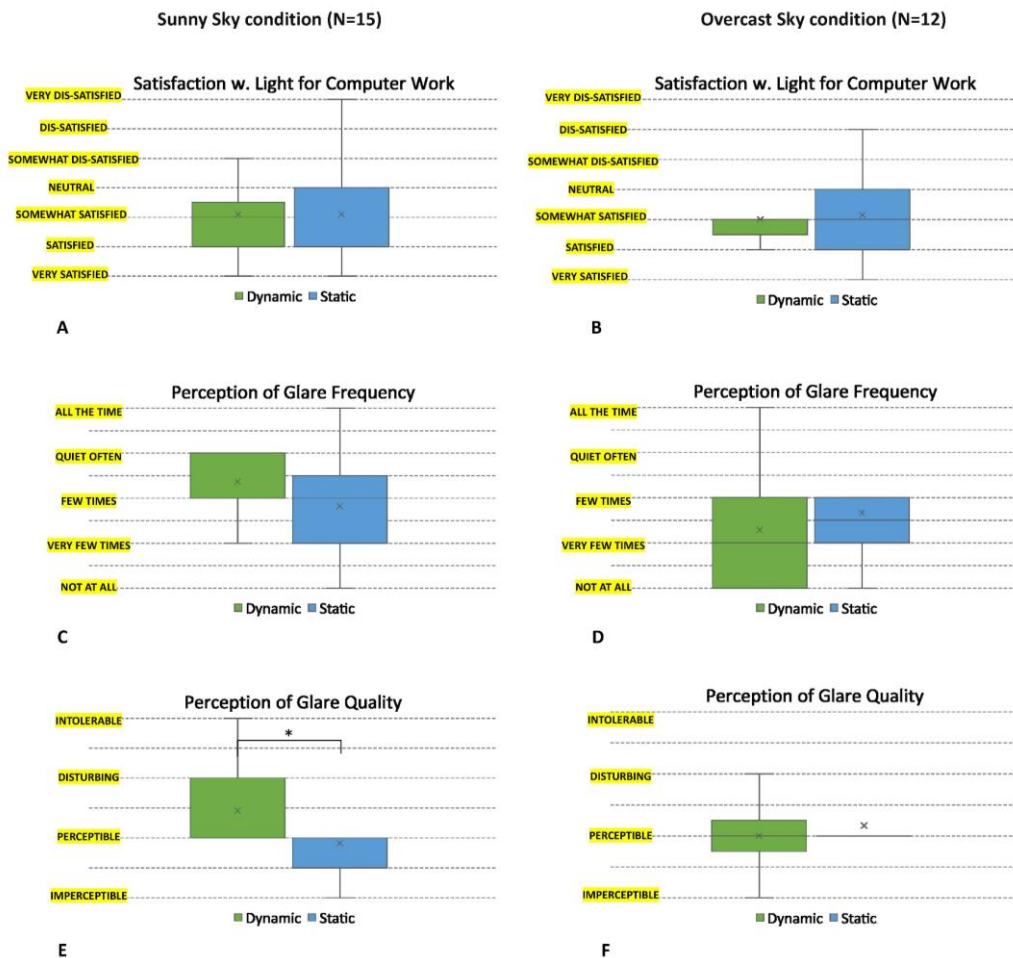 Sunny Sky condition (N=15)
Overcast Sky condition (N=12)
Satisfaction w. Light for Computer Work
VERY DIS-SATISFIED
DIS-SATISFIED
SOMEWHAT DIS-SATISFIED
NEUTRAL
SOMEWHAT SATISFIED
SATISFIED
VERY SATISFIED
Dynamic Static
A
Satisfaction w. Light for Computer Work
VERY DIS-SATISFIED
DIS-SATISFIED
SOMEWHAT DIS-SATISFIED
NEUTRAL
SOMEWHAT SATISFIED
SATISFIED
VERY SATISFIED
Dynamic Static
B
Perception of Glare Frequency
ALL THE TIME
QUIET OFTEN
FEW TIMES
VERY FEW TIMES
NOT AT ALL
Dynamic Static
C
Perception of Glare Frequency
ALL THE TIME
QUIET OFTEN
FEW TIMES
VERY FEW TIMES
NOT AT ALL
Dynamic Static
D
Perception of Glare Quality
INTOLERABLE
*
DISTURBING
PERCEPTIBLE
IMPERCEPTIBLE
Dynamic Static
E
Perception of Glare Quality
INTOLERABLE
DISTURBING
PERCEPTIBLE
IMPERCEPTIBLE
Dynamic Static
F